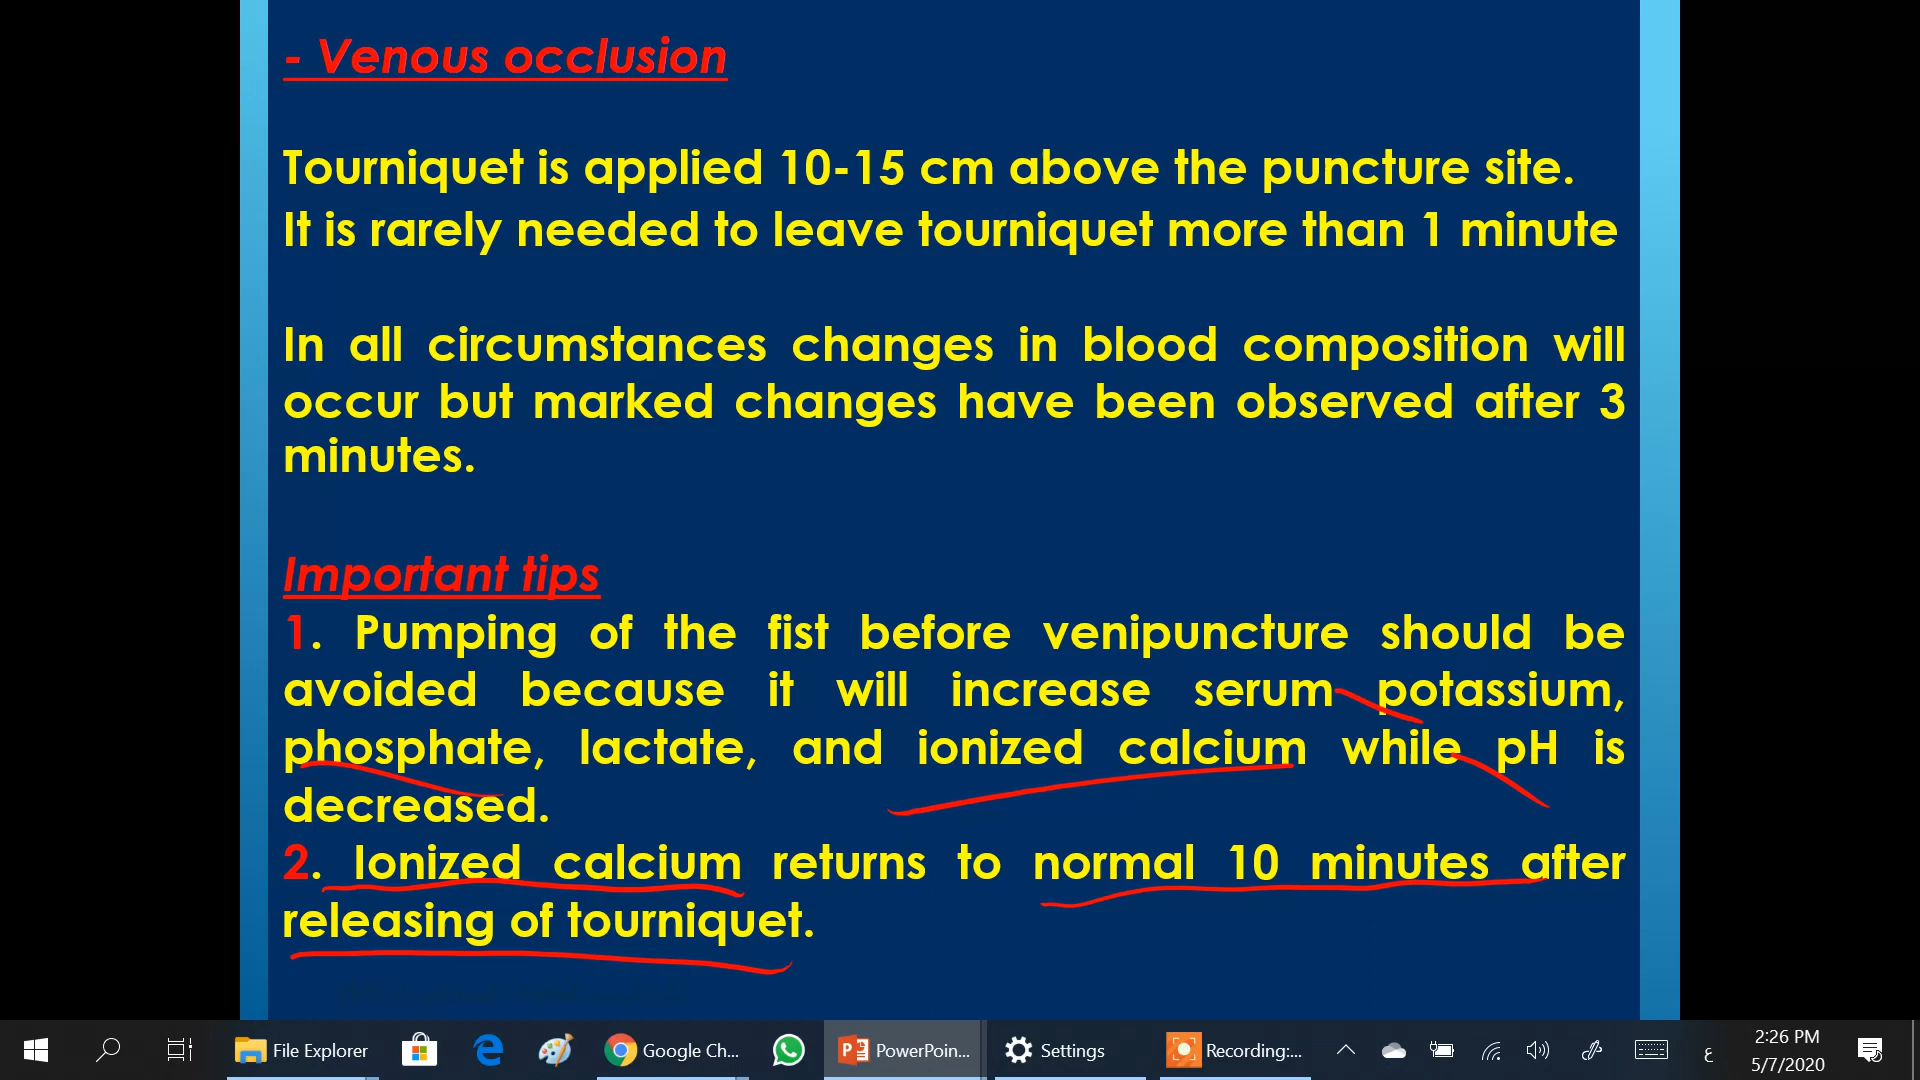 - Venous occlusion
Tourniquet is applied 10-15 cm above the puncture site.
It is rarely needed to leave tourniquet more than 1 minute
In all circumstances changes in blood composition will
occur but marked changes have been observed after 3
minutes.
Important tips
1. Pumping of the fist before venipuncture should be
avoided because it will increase serum potassium,
phosphate, lactate, and ionized calcium while pH is
decreased.
2. Ionized calcium returns to normal 10 minutes after
releasing of tourniquet.
File Explorer
Google Ch...
PowerPoin...
Settings
Recording:...
ع
2:26 PM
5/7/2020